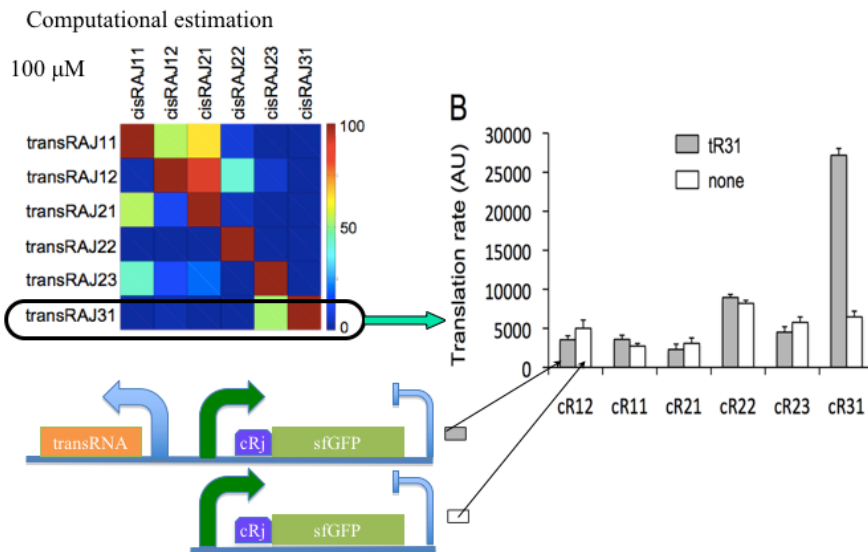 Computational estimation
100 µM
cisRAJ11
cisRAJ12
cisRAJ21
cisRAJ22
cisRAJ23
cisRAJ31
transRAJ11
transRAJ12
transRAJ21
transRAJ22
transRAJ23
transRAJ31
100
50
0
B
Translation rate (AU)
30000
25000
20000
15000
10000
5000
0
tR31
none
cR12 cR11 cR21 cR22 cR23 cR31
transRNA cRj sfGFP
cRj sfGFP